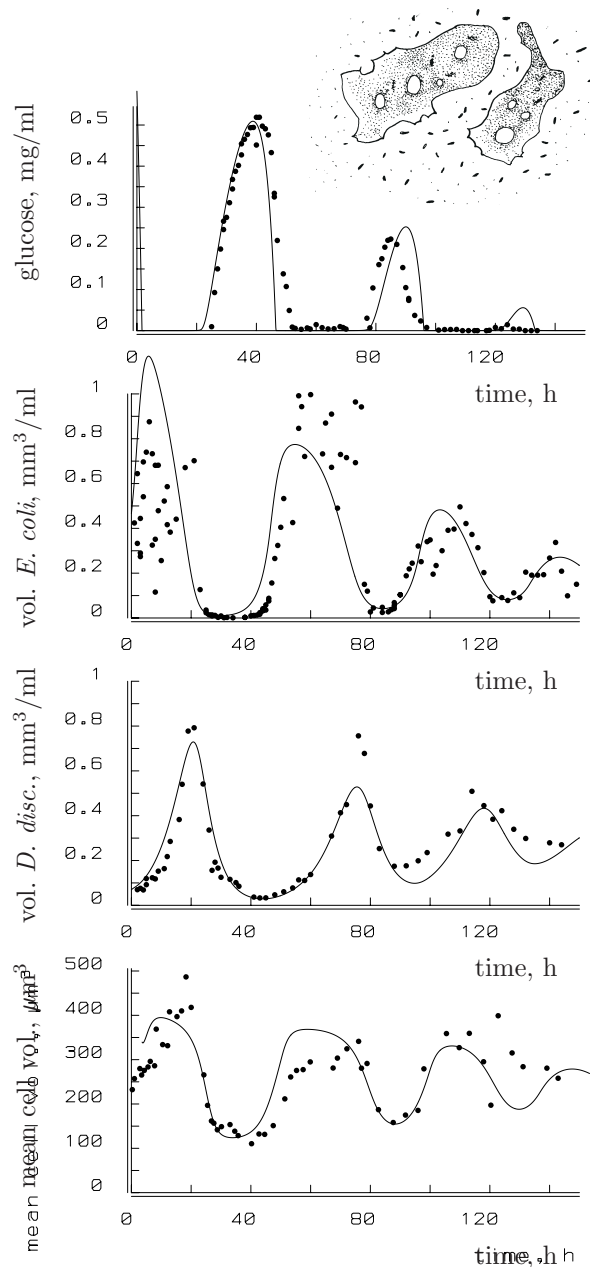 glucose, mg/ml
0.5
0.4
0.3
0.2
0.1
0
0 40 80 120
time, h
vol. E. coli, mm³/ml
1
0.8
0.6
0.4
0.2
0
0 40 80 120
time, h
vol. D. disc., mm³/ml
1
0.8
0.6
0.4
0.2
0
0 40 80 120
time, h
mean cell vol., μm³
500
400
300
200
100
0
0 40 80 120
time, h